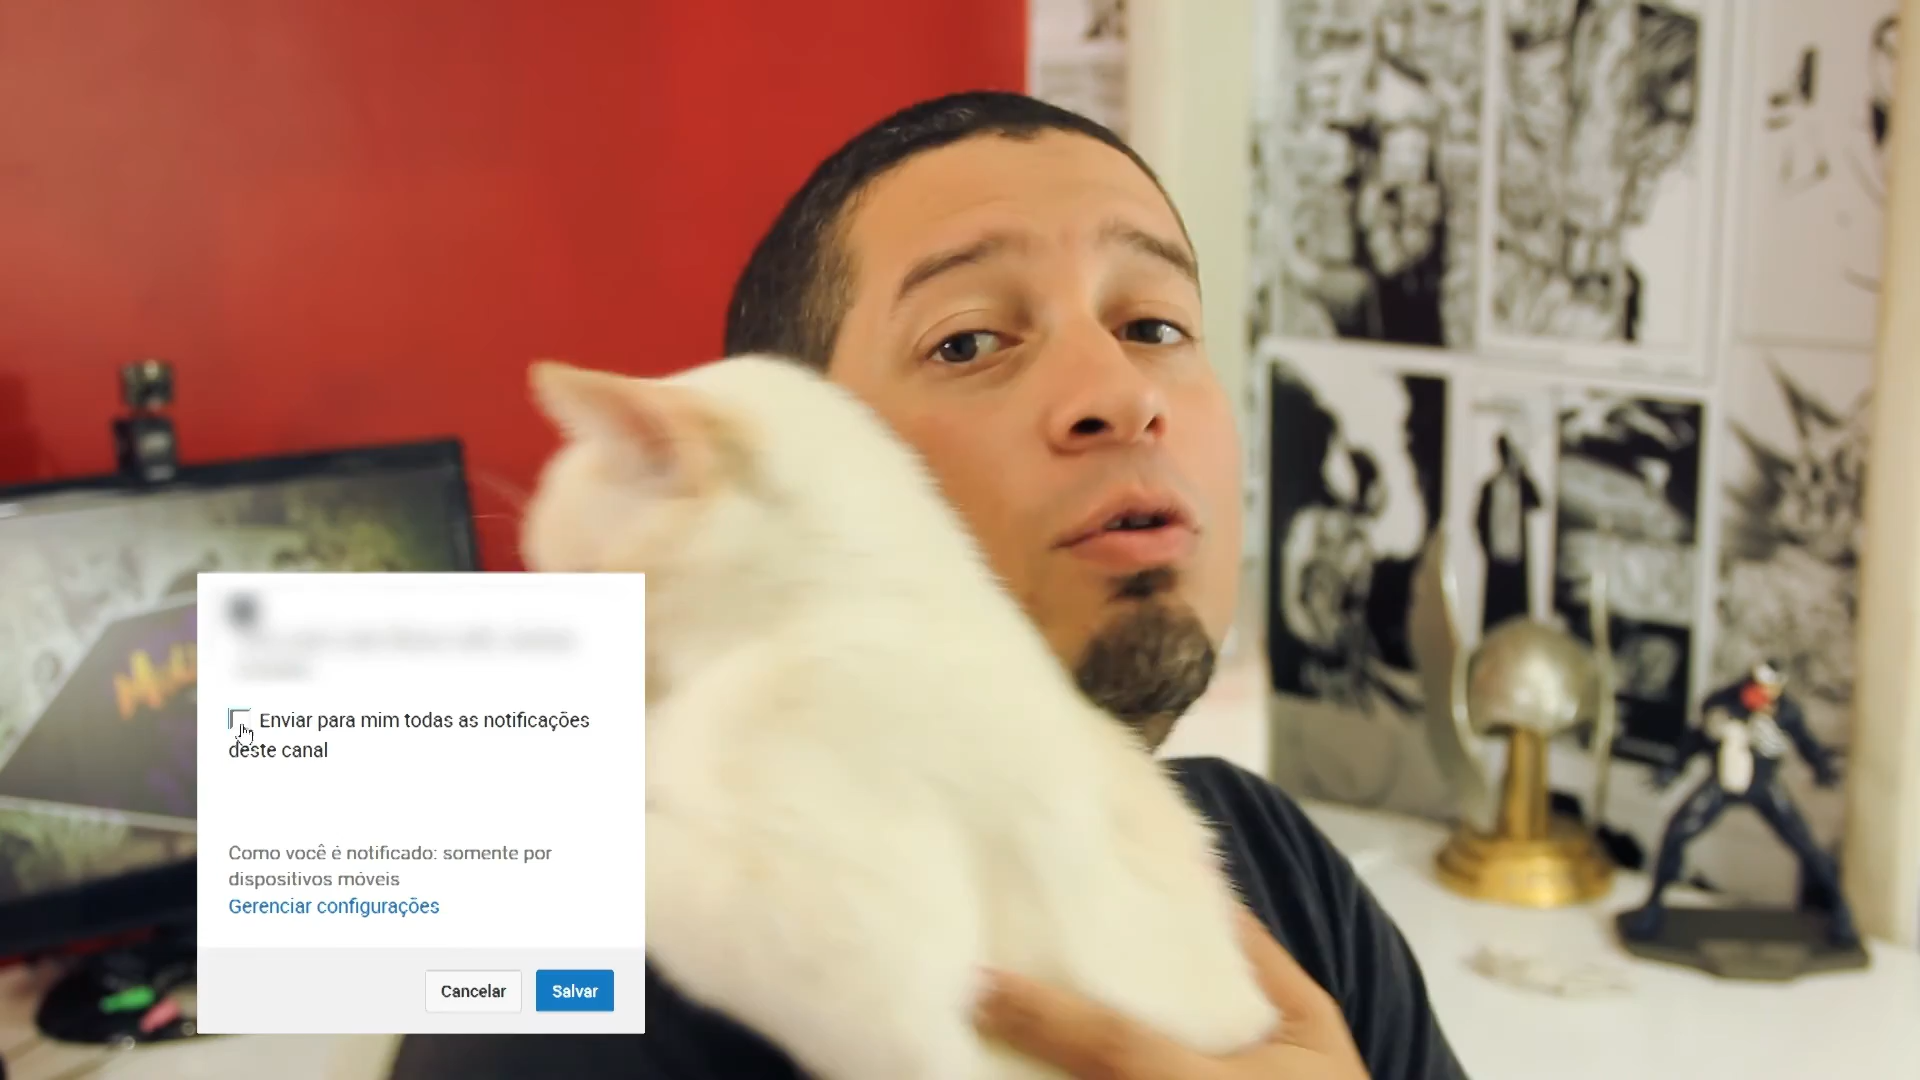 Enviar para mim todas as notificações
deste canal
Como você é notificado: somente por
dispositivos móveis
Gerenciar configurações
Cancelar
Salvar